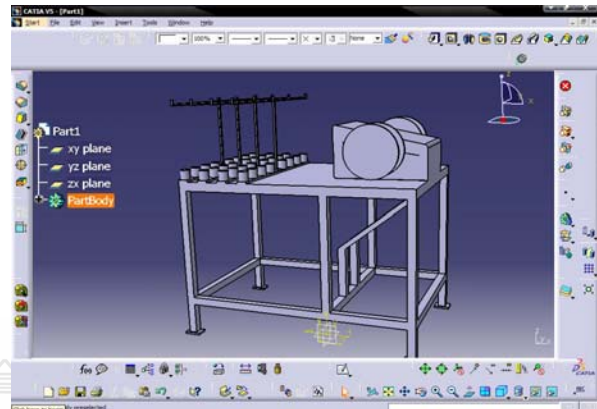 CATIA V5 - [Part1]
Start File Edit View Insert Tools Window Help
100% None
Part1
xy plane
yz plane
zx plane
PartBody
z
x
CATIA